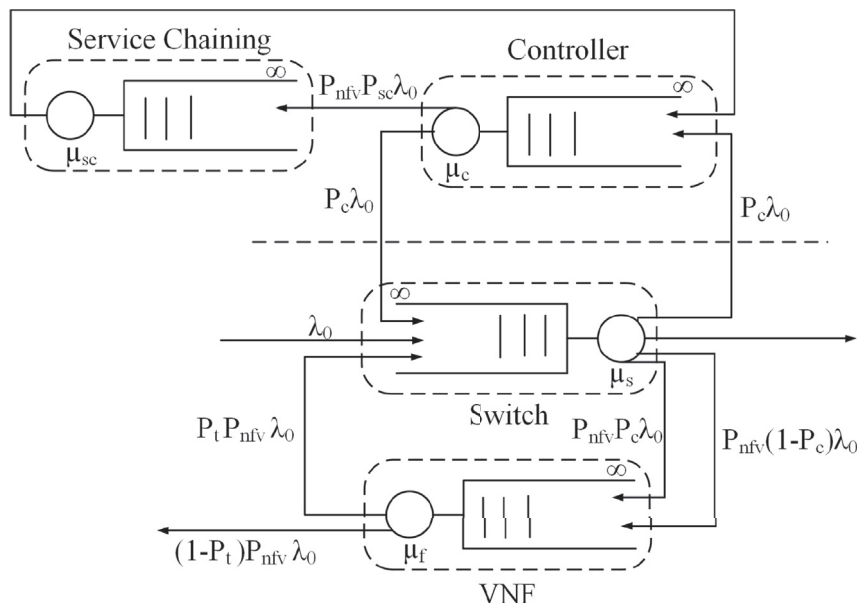 Service Chaining
Controller
∞
∞
P_nfv P_sc λ_0
μ_sc
μ_c
P_c λ_0
P_c λ_0
∞
λ_0
μ_s
Switch
P_t P_nfv λ_0
P_nfv P_c λ_0
P_nfv (1-P_c) λ_0
∞
(1-P_t) P_nfv λ_0
μ_f
VNF